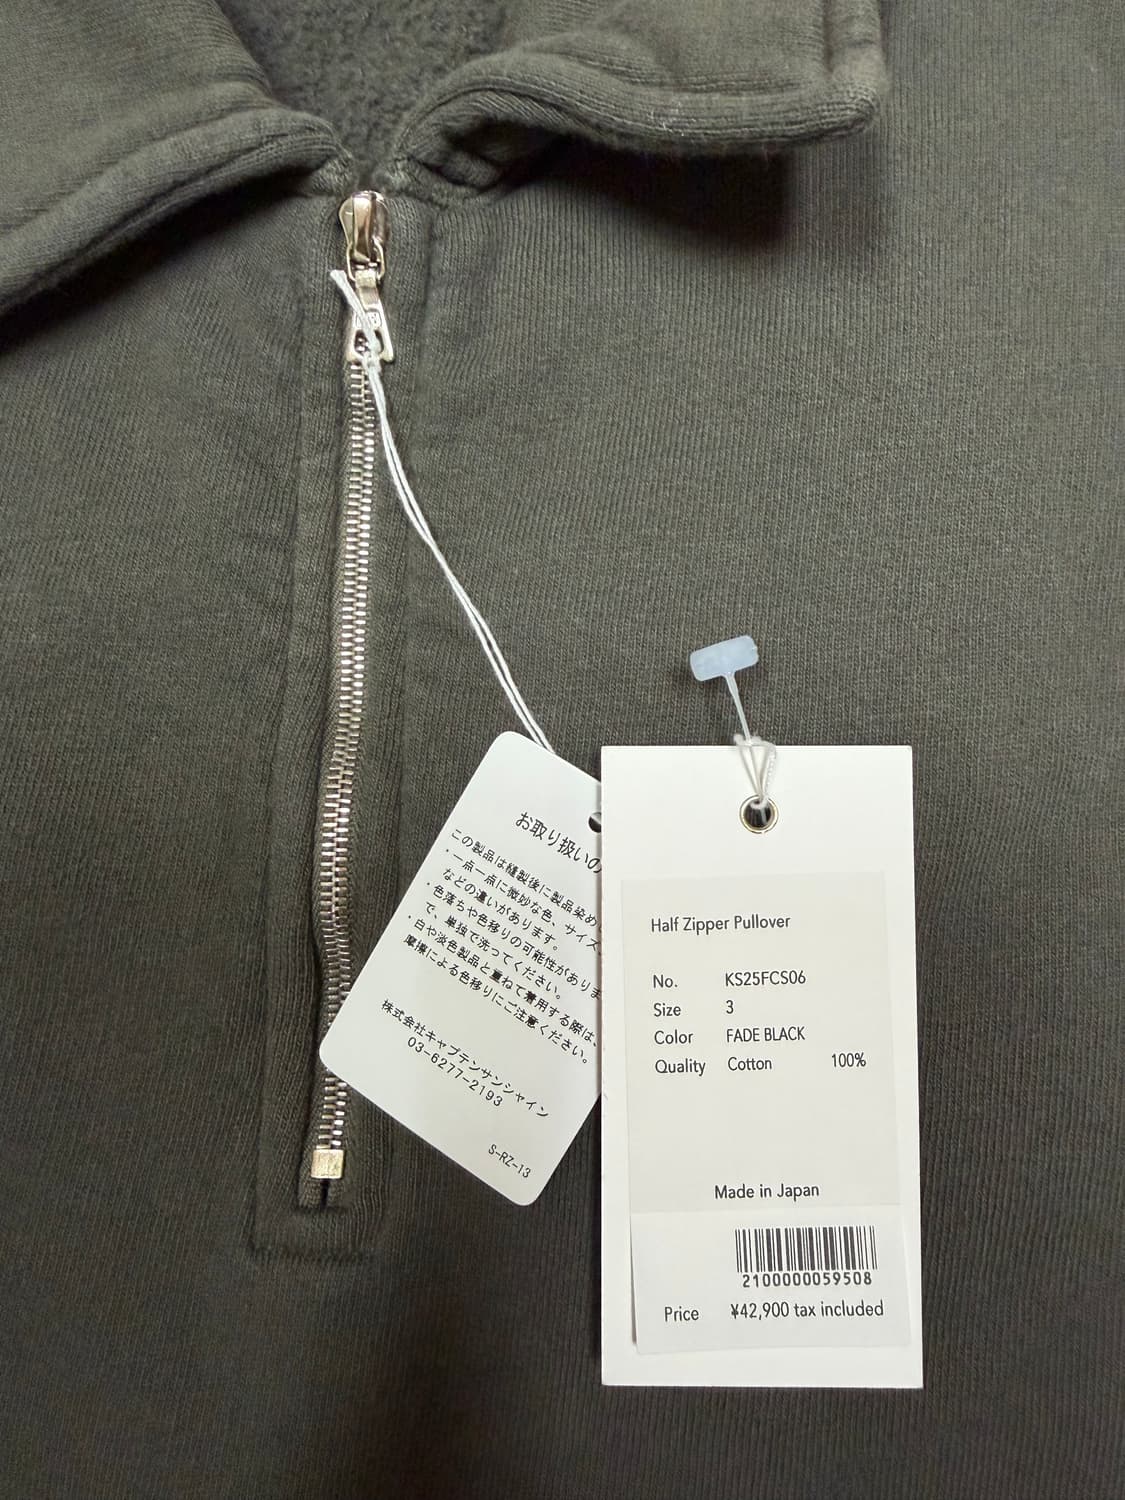 お取り扱いの
この製品は縫製後に製品染め
・一点一点に微妙な色、サイズ、
などの違いがあります。
・色落ちや色移りの可能性がありま
で、単独で洗ってください。
・白や淡色製品と重ねて着用する際は、
摩擦による色移りにご注意ください。
株式会社キャプテンサンシャイン
03-6277-2193
S-RZ-13
Half Zipper Pullover
No. KS25FCS06
Size 3
Color FADE BLACK
Quality Cotton 100%
Made in Japan
2100000059508
Price ¥42,900 tax included